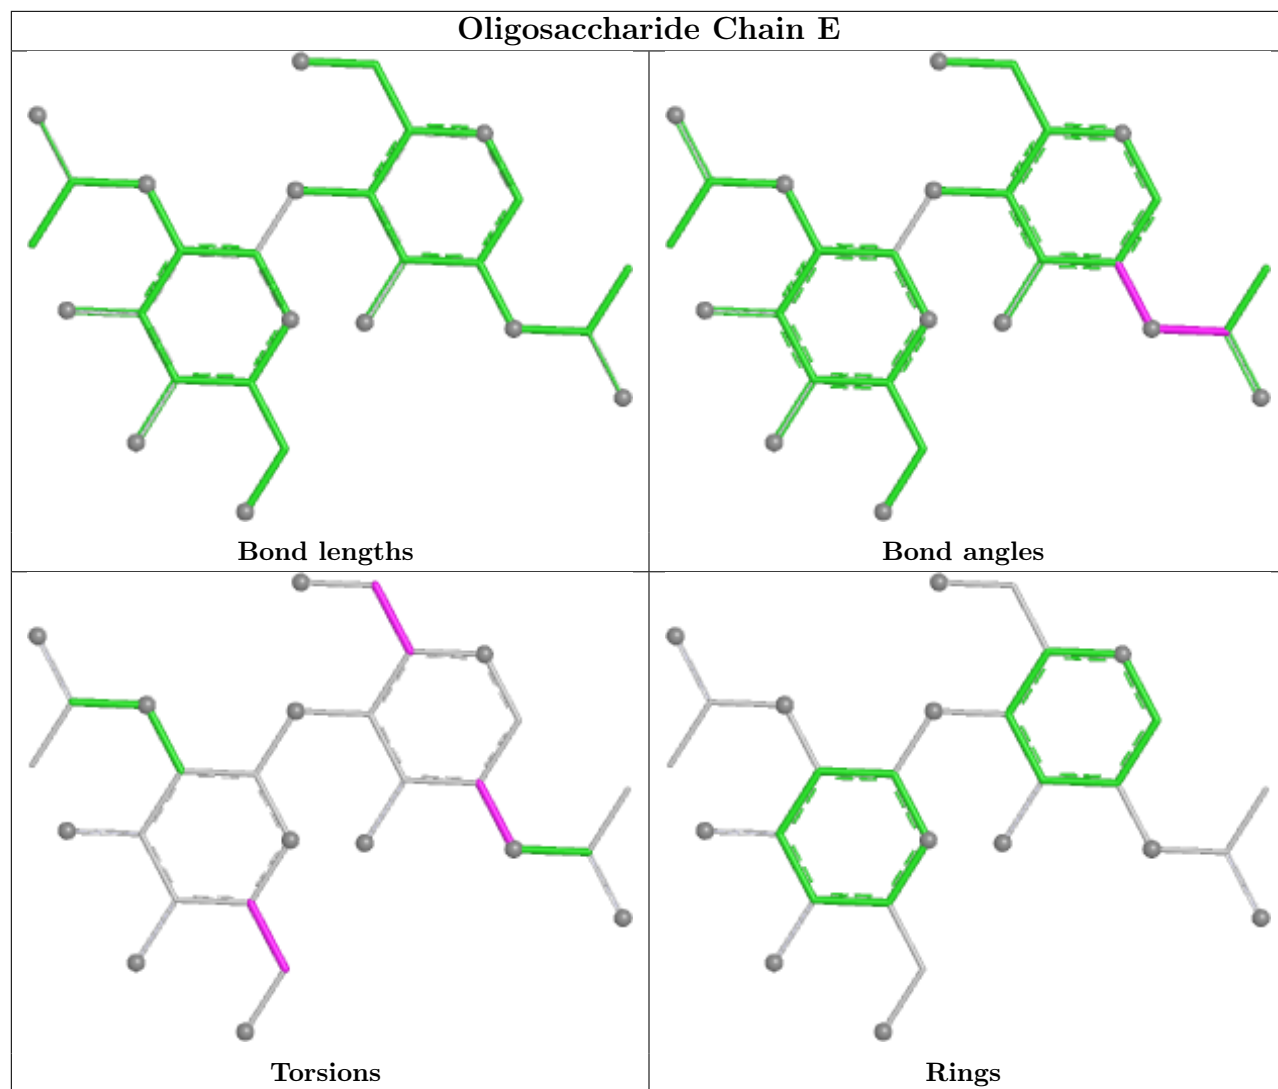 Oligosaccharide Chain E
Bond lengths
Bond angles
Torsions
Rings